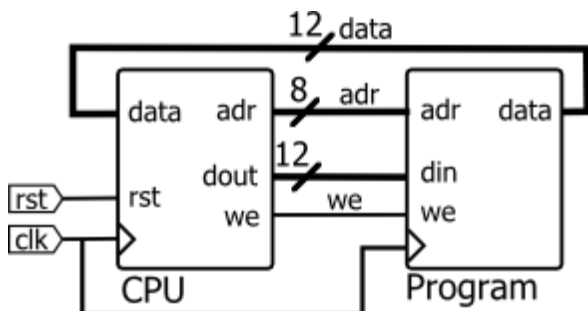 12 data
data adr 8 adr adr data
12
dout din
rst rst we we we
clk
CPU Program